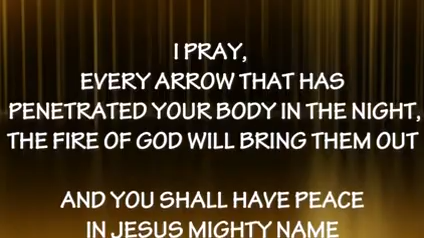 I PRAY,
EVERY ARROW THAT HAS
PENETRATED YOUR BODY IN THE NIGHT,
THE FIRE OF GOD WILL BRING THEM OUT
AND YOU SHALL HAVE PEACE
IN JESUS MIGHTY NAME